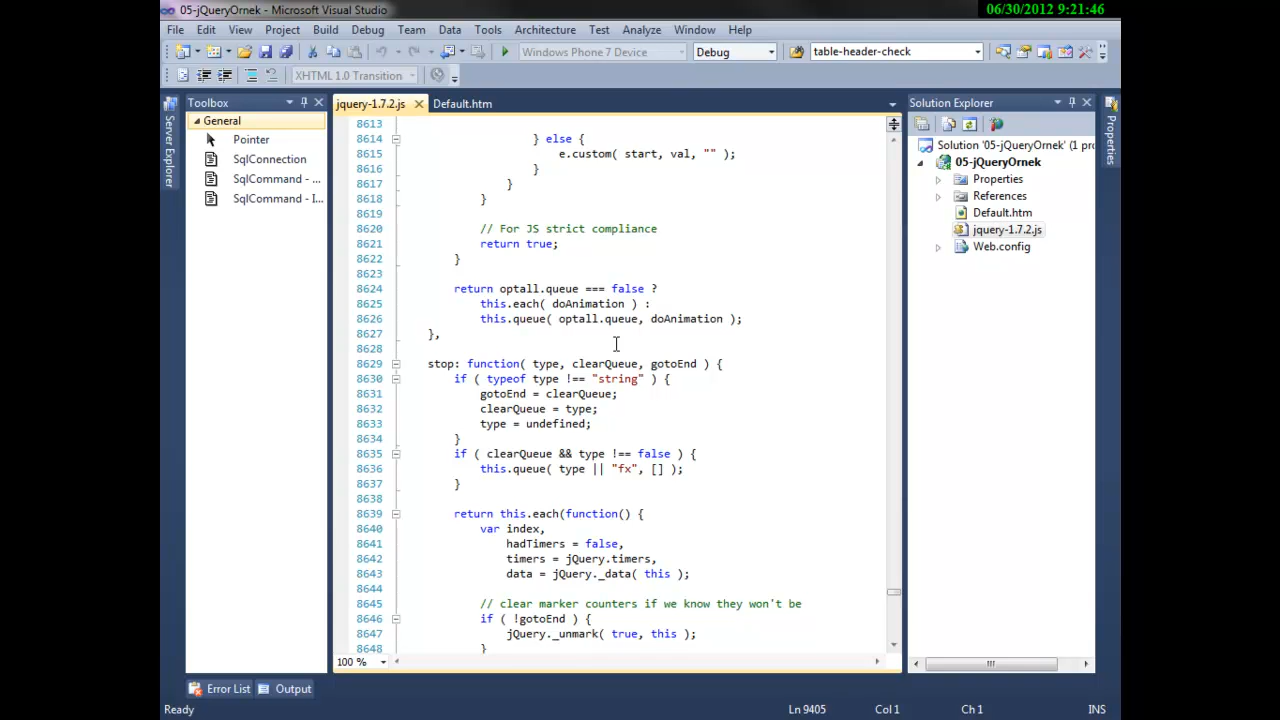 05-jQueryOrnek - Microsoft Visual Studio
06/30/2012 9:21:46
File Edit View Project Build Debug Team Data Tools Architecture Test Analyze Window Help
Windows Phone 7 Device Debug table-header-check
XHTML 1.0 Transition
Server Explorer
Toolbox
General
Pointer
SqlConnection
SqlCommand - ...
SqlCommand - I...
jquery-1.7.2.js Default.htm
8613
8614 } else {
8615 e.custom( start, val, "" );
8616 }
8617 }
8618 }
8619
8620 // For JS strict compliance
8621 return true;
8622 }
8623
8624 return optall.queue === false ?
8625 this.each( doAnimation ) :
8626 this.queue( optall.queue, doAnimation );
8627 },
8628
8629 stop: function( type, clearQueue, gotoEnd ) {
8630 if ( typeof type !== "string" ) {
8631 gotoEnd = clearQueue;
8632 clearQueue = type;
8633 type = undefined;
8634 }
8635 if ( clearQueue && type !== false ) {
8636 this.queue( type || "fx", [] );
8637 }
8638
8639 return this.each(function() {
8640 var index,
8641 hadTimers = false,
8642 timers = jQuery.timers,
8643 data = jQuery._data( this );
8644
8645 // clear marker counters if we know they won't be
8646 if ( !gotoEnd ) {
8647 jQuery._unmark( true, this );
8648 }
100 %
Solution Explorer
Solution '05-jQueryOrnek' (1 pro
05-jQueryOrnek
Properties
References
Default.htm
jquery-1.7.2.js
Web.config
Properties
Error List Output
Ready Ln 9405 Col 1 Ch 1 INS